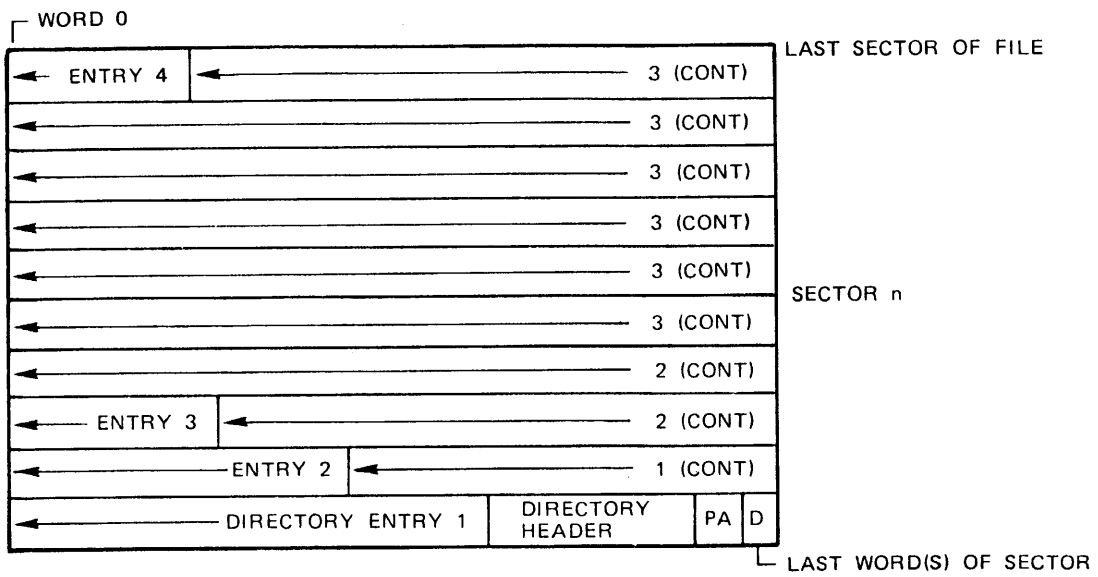 WORD 0
LAST SECTOR OF FILE
ENTRY 4 3 (CONT)
3 (CONT)
3 (CONT)
3 (CONT)
3 (CONT)
SECTOR n
3 (CONT)
2 (CONT)
ENTRY 3 2 (CONT)
ENTRY 2 1 (CONT)
DIRECTORY ENTRY 1 DIRECTORY HEADER PA D
LAST WORD(S) OF SECTOR